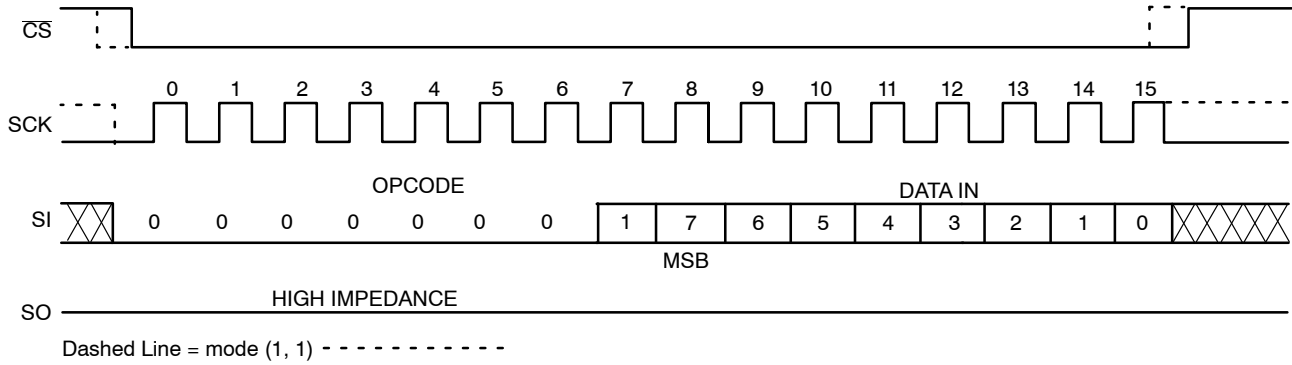 CS
0 1 2 3 4 5 6 7 8 9 10 11 12 13 14 15
SCK
OPCODE DATA IN
SI 0 0 0 0 0 0 0 1 7 6 5 4 3 2 1 0
MSB
HIGH IMPEDANCE
SO
Dashed Line = mode (1, 1)